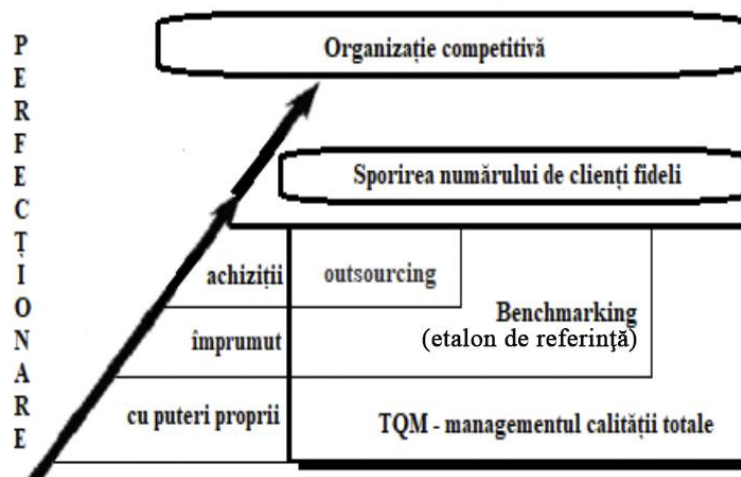 PERFECȚIONARE
Organizație competitivă
Sporirea numărului de clienți fideli
achiziții
outsourcing
împrumut
Benchmarking
(etalon de referință)
cu puteri proprii
TQM - managementul calității totale